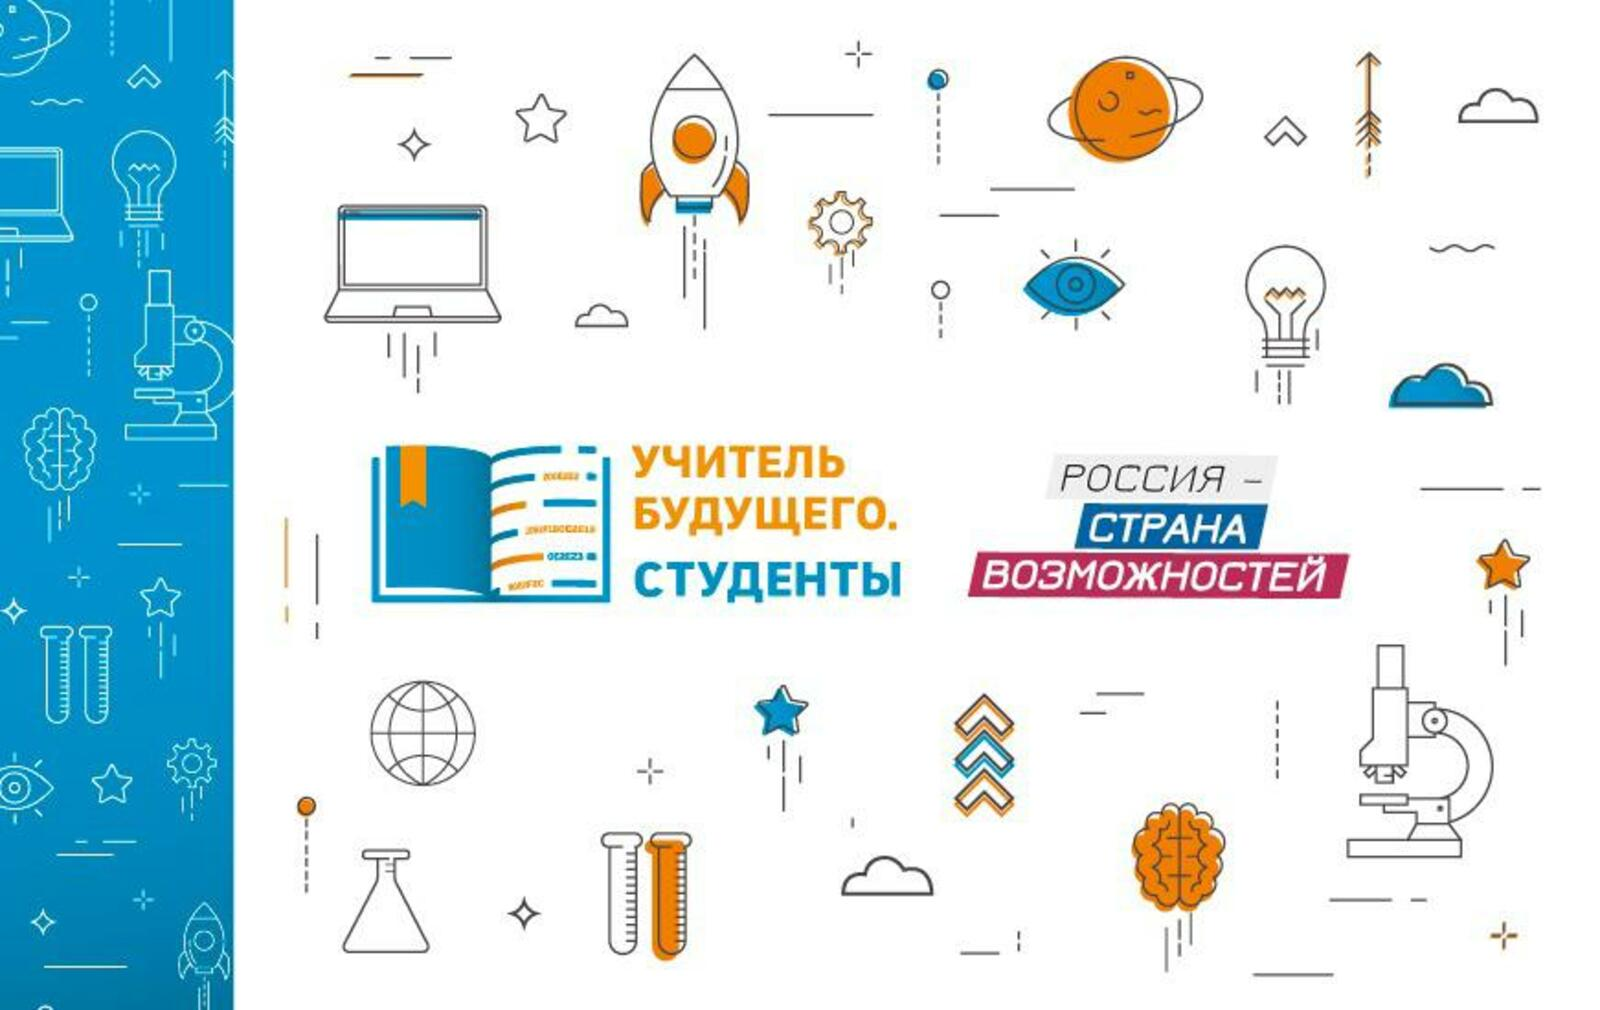 УЧИТЕЛЬ
БУДУЩЕГО.
СТУДЕНТЫ
РОССИЯ –
СТРАНА
ВОЗМОЖНОСТЕЙ